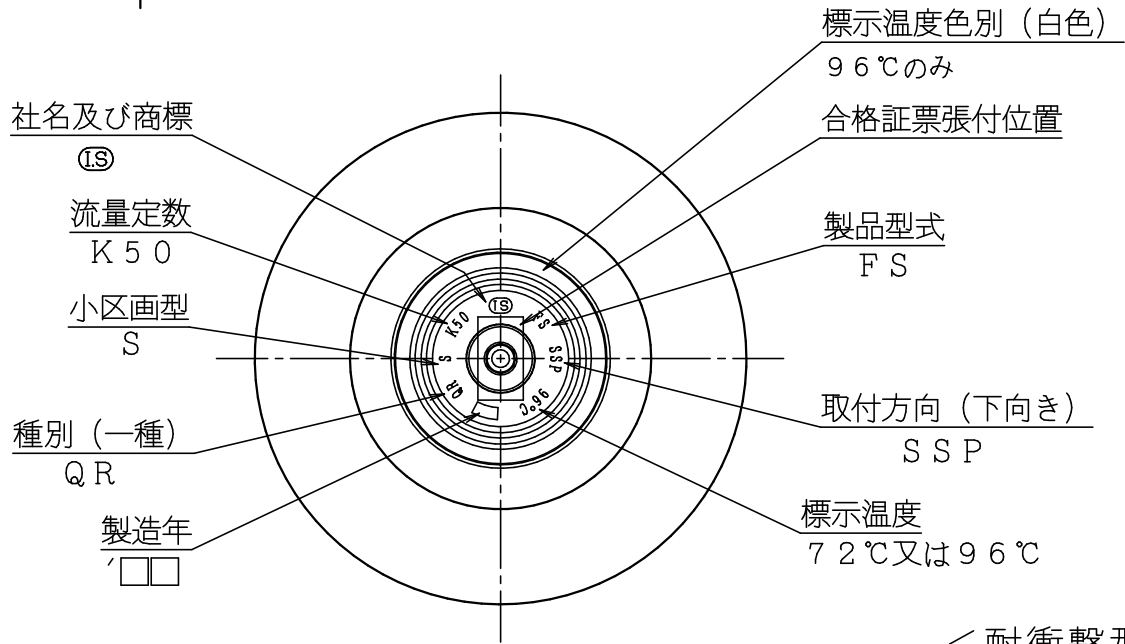 標示温度色別（白色）
９６℃のみ
社名及び商標
I.S
合格証票張付位置
流量定数
Ｋ５０
製品型式
ＦＳ
小区画型
Ｓ
I.S
K50
FS
S
SSP
QR
96℃
種別（一種）
ＱＲ
取付方向（下向き）
ＳＳＰ
製造年
′□□
標示温度
７２℃又は９６℃
耐衝撃形